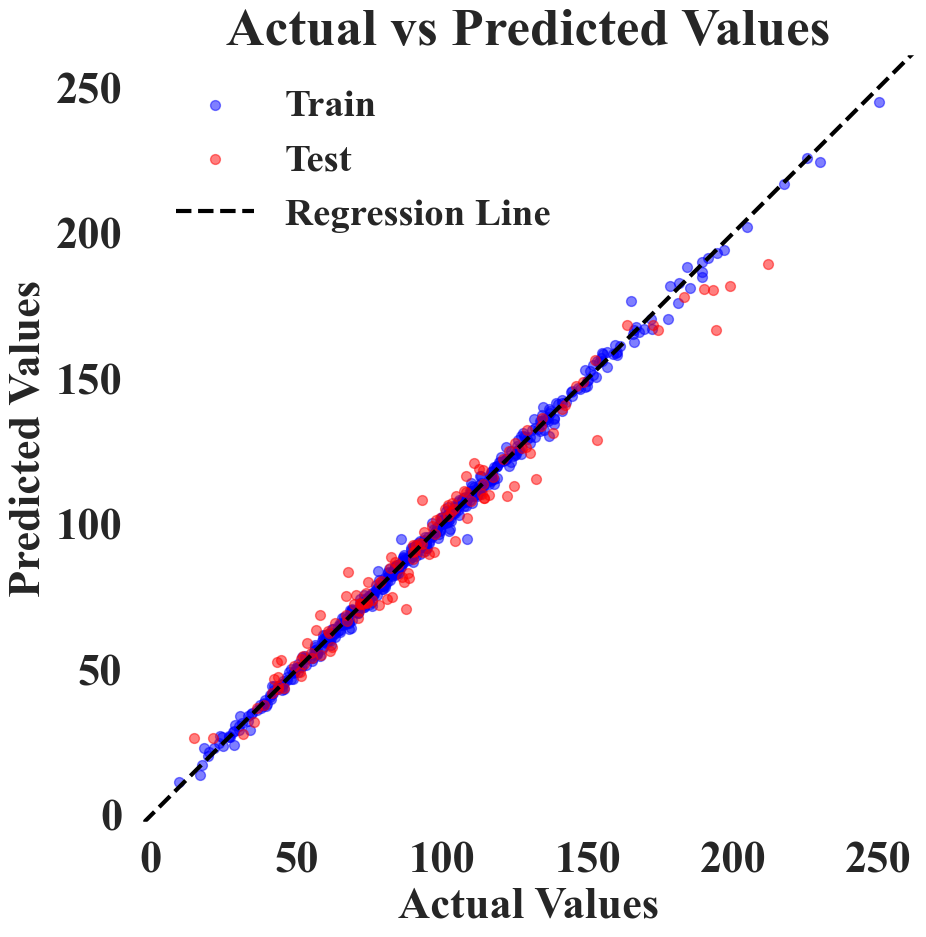 Actual vs Predicted Values
250
200
150
100
50
0
Train
Test
Regression Line
Predicted Values
0 50 100 150 200 250
Actual Values